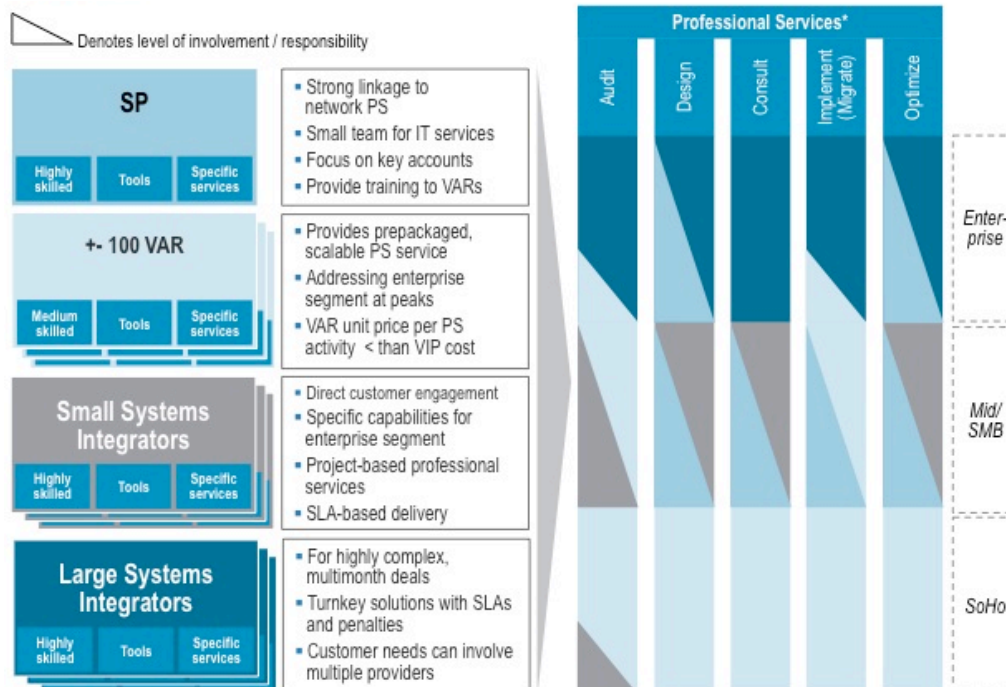 Denotes level of involvement / responsibility
SP
Highly
skilled
Tools
Specific
services
Strong linkage to
network PS
Small team for IT services
Focus on key accounts
Provide training to VARs
+- 100 VAR
Medium
skilled
Tools
Specific
services
Provides prepackaged,
scalable PS service
Addressing enterprise
segment at peaks
VAR unit price per PS
activity < than VIP cost
Small Systems
Integrators
Highly
skilled
Tools
Specific
services
Direct customer engagement
Specific capabilities for
enterprise segment
Project-based professional
services
SLA-based delivery
Large Systems
Integrators
Highly
skilled
Tools
Specific
services
For highly complex,
multimonth deals
Turnkey solutions with SLAs
and penalties
Customer needs can involve
multiple providers
Professional Services*
Audit
Design
Consult
Implement
(Migrate)
Optimize
Enter-
prise
Mid/
SMB
SoHo